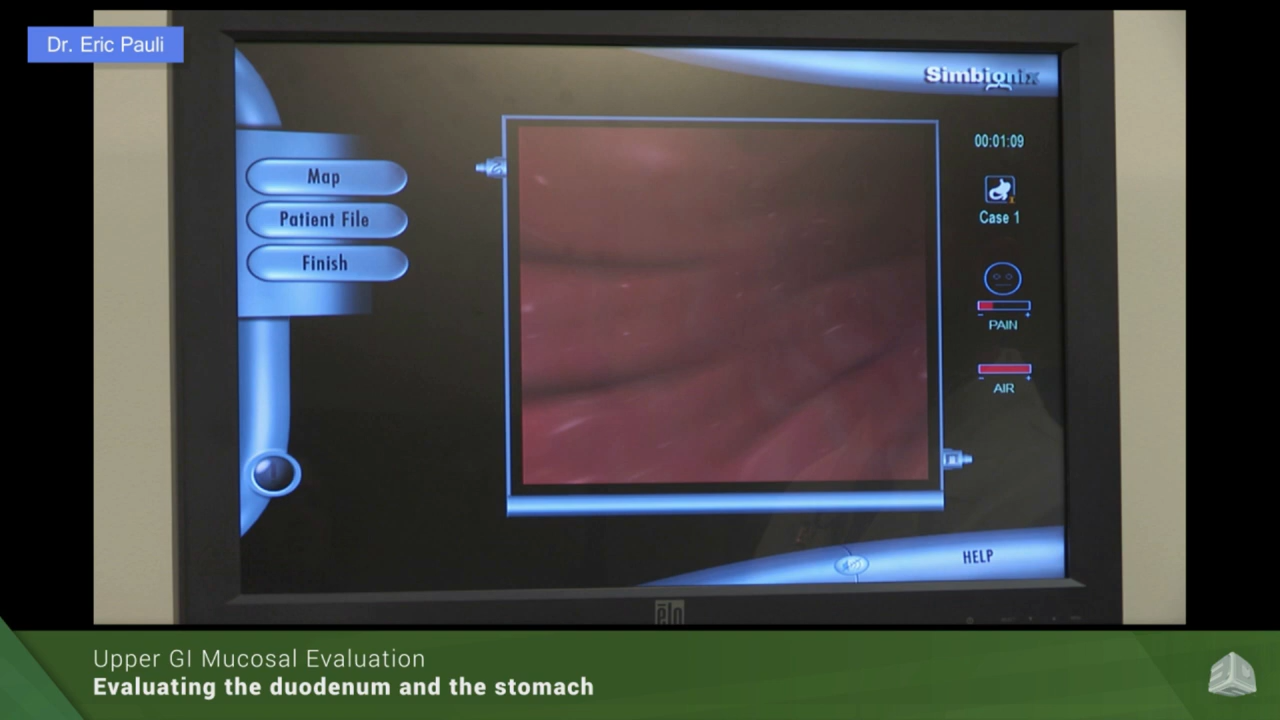 Dr. Eric Pauli
Simbionix
Map
Patient File
Finish
00:01:09
Case 1
- +
PAIN
- +
AIR
HELP
elo
Upper GI Mucosal Evaluation
Evaluating the duodenum and the stomach